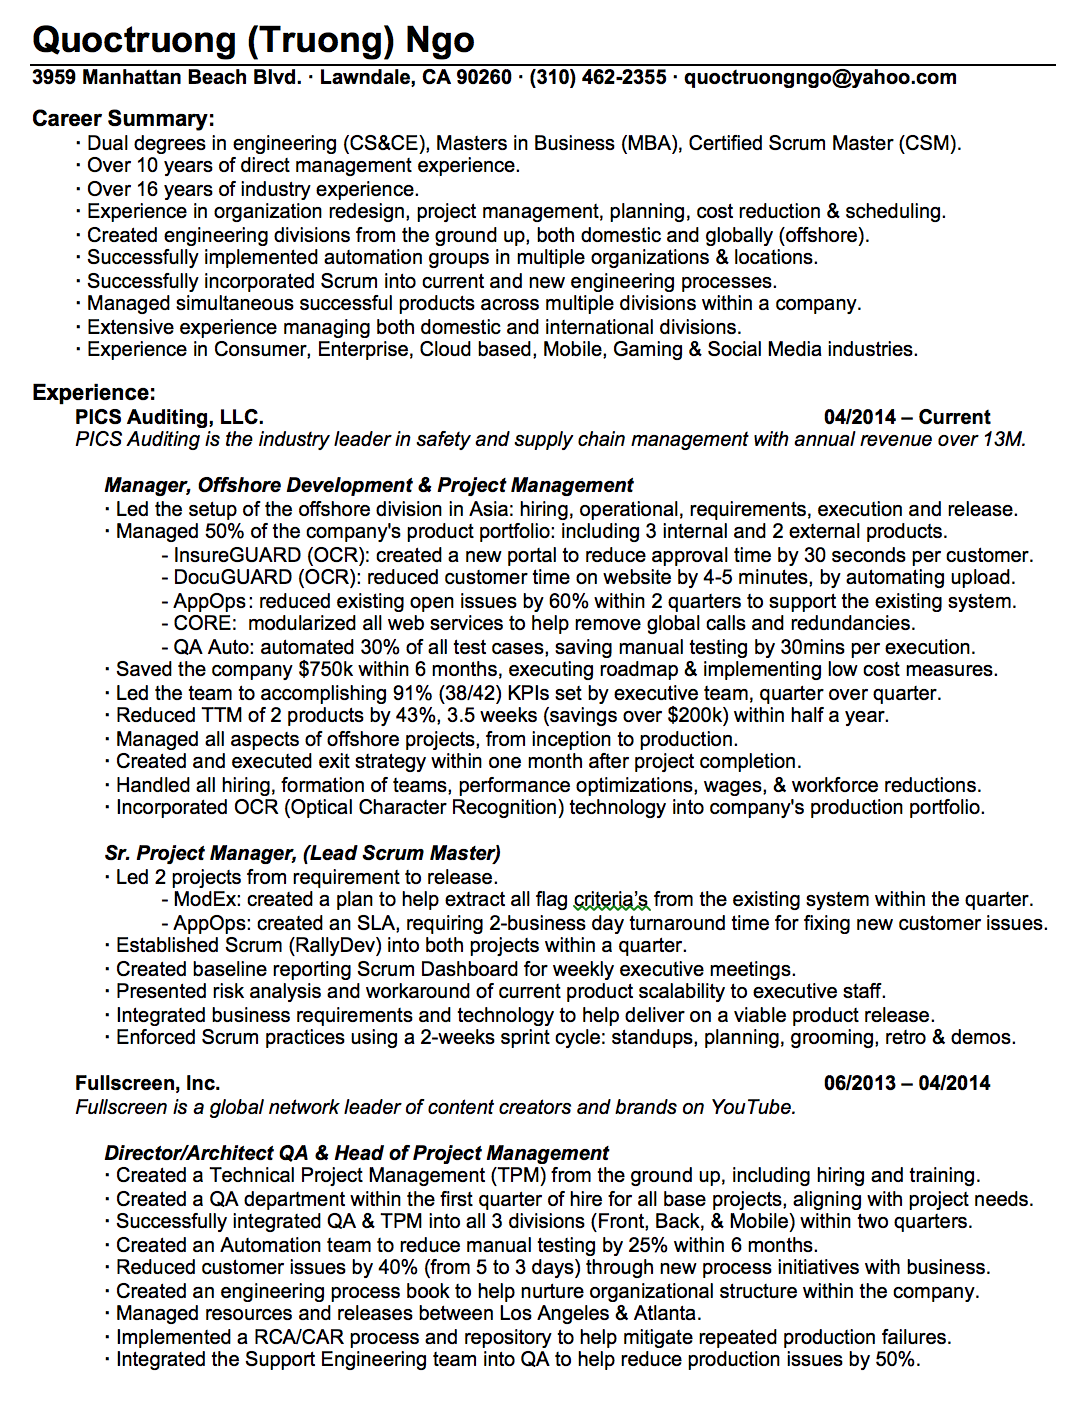 Quoctruong (Truong) Ngo
3959 Manhattan Beach Blvd. · Lawndale, CA 90260 · (310) 462-2355 · quoctruongngo@yahoo.com
Career Summary:
· Dual degrees in engineering (CS&CE), Masters in Business (MBA), Certified Scrum Master (CSM).
· Over 10 years of direct management experience.
· Over 16 years of industry experience.
· Experience in organization redesign, project management, planning, cost reduction & scheduling.
· Created engineering divisions from the ground up, both domestic and globally (offshore).
· Successfully implemented automation groups in multiple organizations & locations.
· Successfully incorporated Scrum into current and new engineering processes.
· Managed simultaneous successful products across multiple divisions within a company.
· Extensive experience managing both domestic and international divisions.
· Experience in Consumer, Enterprise, Cloud based, Mobile, Gaming & Social Media industries.
Experience:
PICS Auditing, LLC. 04/2014 – Current
PICS Auditing is the industry leader in safety and supply chain management with annual revenue over 13M.
Manager, Offshore Development & Project Management
· Led the setup of the offshore division in Asia: hiring, operational, requirements, execution and release.
· Managed 50% of the company's product portfolio: including 3 internal and 2 external products.
- InsureGUARD (OCR): created a new portal to reduce approval time by 30 seconds per customer.
- DocuGUARD (OCR): reduced customer time on website by 4-5 minutes, by automating upload.
- AppOps: reduced existing open issues by 60% within 2 quarters to support the existing system.
- CORE:  modularized all web services to help remove global calls and redundancies.
- QA Auto: automated 30% of all test cases, saving manual testing by 30mins per execution.
· Saved the company $750k within 6 months, executing roadmap & implementing low cost measures.
· Led the team to accomplishing 91% (38/42) KPIs set by executive team, quarter over quarter.
· Reduced TTM of 2 products by 43%, 3.5 weeks (savings over $200k) within half a year.
· Managed all aspects of offshore projects, from inception to production.
· Created and executed exit strategy within one month after project completion.
· Handled all hiring, formation of teams, performance optimizations, wages, & workforce reductions.
· Incorporated OCR (Optical Character Recognition) technology into company's production portfolio.
Sr. Project Manager, (Lead Scrum Master)
· Led 2 projects from requirement to release.
- ModEx: created a plan to help extract all flag criteria's from the existing system within the quarter.
- AppOps: created an SLA, requiring 2-business day turnaround time for fixing new customer issues.
· Established Scrum (RallyDev) into both projects within a quarter.
· Created baseline reporting Scrum Dashboard for weekly executive meetings.
· Presented risk analysis and workaround of current product scalability to executive staff.
· Integrated business requirements and technology to help deliver on a viable product release.
· Enforced Scrum practices using a 2-weeks sprint cycle: standups, planning, grooming, retro & demos.
Fullscreen, Inc. 06/2013 – 04/2014
Fullscreen is a global network leader of content creators and brands on YouTube.
Director/Architect QA & Head of Project Management
· Created a Technical Project Management (TPM) from the ground up, including hiring and training.
· Created a QA department within the first quarter of hire for all base projects, aligning with project needs.
· Successfully integrated QA & TPM into all 3 divisions (Front, Back, & Mobile) within two quarters.
· Created an Automation team to reduce manual testing by 25% within 6 months.
· Reduced customer issues by 40% (from 5 to 3 days) through new process initiatives with business.
· Created an engineering process book to help nurture organizational structure within the company.
· Managed resources and releases between Los Angeles & Atlanta.
· Implemented a RCA/CAR process and repository to help mitigate repeated production failures.
· Integrated the Support Engineering team into QA to help reduce production issues by 50%.